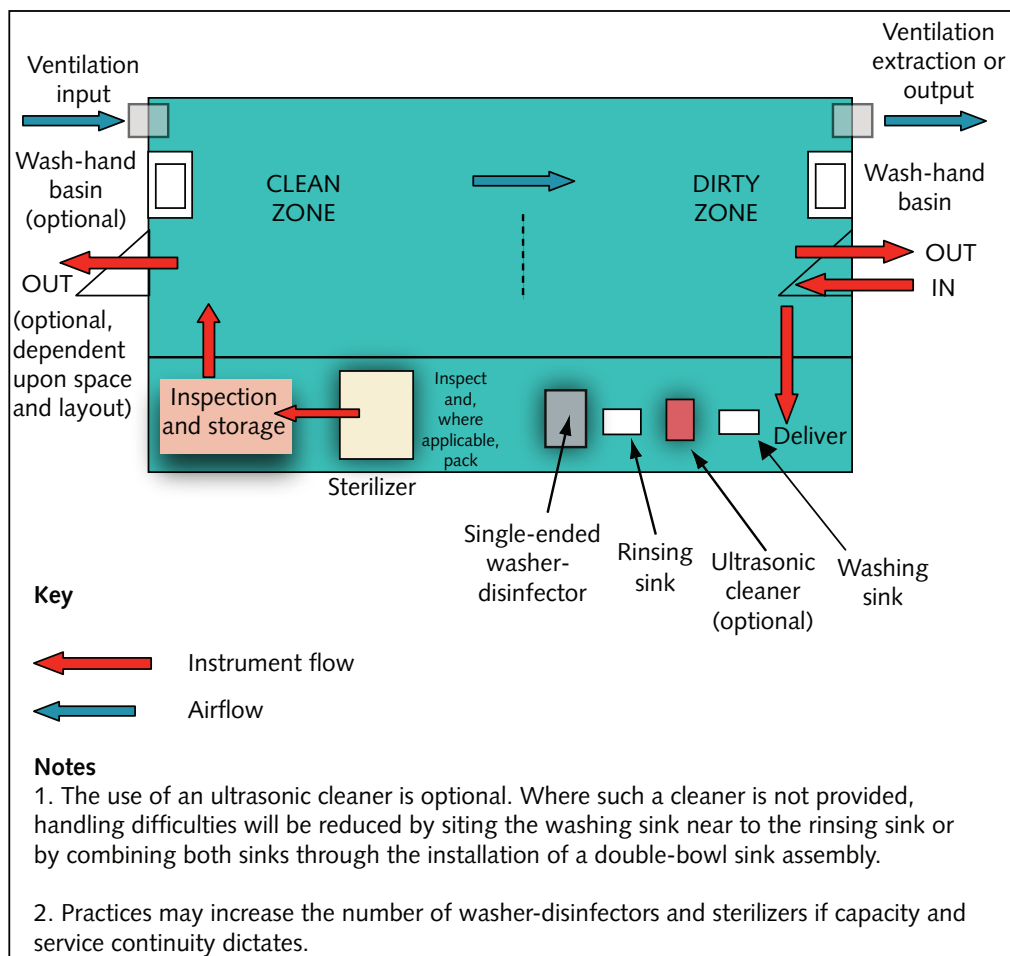 Ventilation
input
Ventilation
extraction or
output
Wash-hand
basin
(optional)
CLEAN
ZONE
DIRTY
ZONE
Wash-hand
basin
OUT
(optional,
dependent
upon space
and layout)
OUT
IN
Inspection
and storage
Inspect
and,
where
applicable,
pack
Deliver
Sterilizer
Single-ended
washer-
disinfector
Rinsing
sink
Ultrasonic
cleaner
(optional)
Washing
sink
Key
Instrument flow
Airflow
Notes
1. The use of an ultrasonic cleaner is optional. Where such a cleaner is not provided,
handling difficulties will be reduced by siting the washing sink near to the rinsing sink or
by combining both sinks through the installation of a double-bowl sink assembly.
2. Practices may increase the number of washer-disinfectors and sterilizers if capacity and
service continuity dictates.